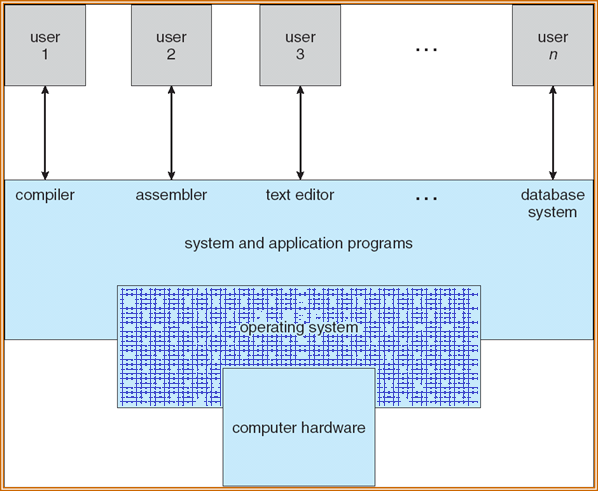 user
1
user
2
user
3
...
user
n
compiler
assembler
text editor
...
database
system
system and application programs
operating system
computer hardware